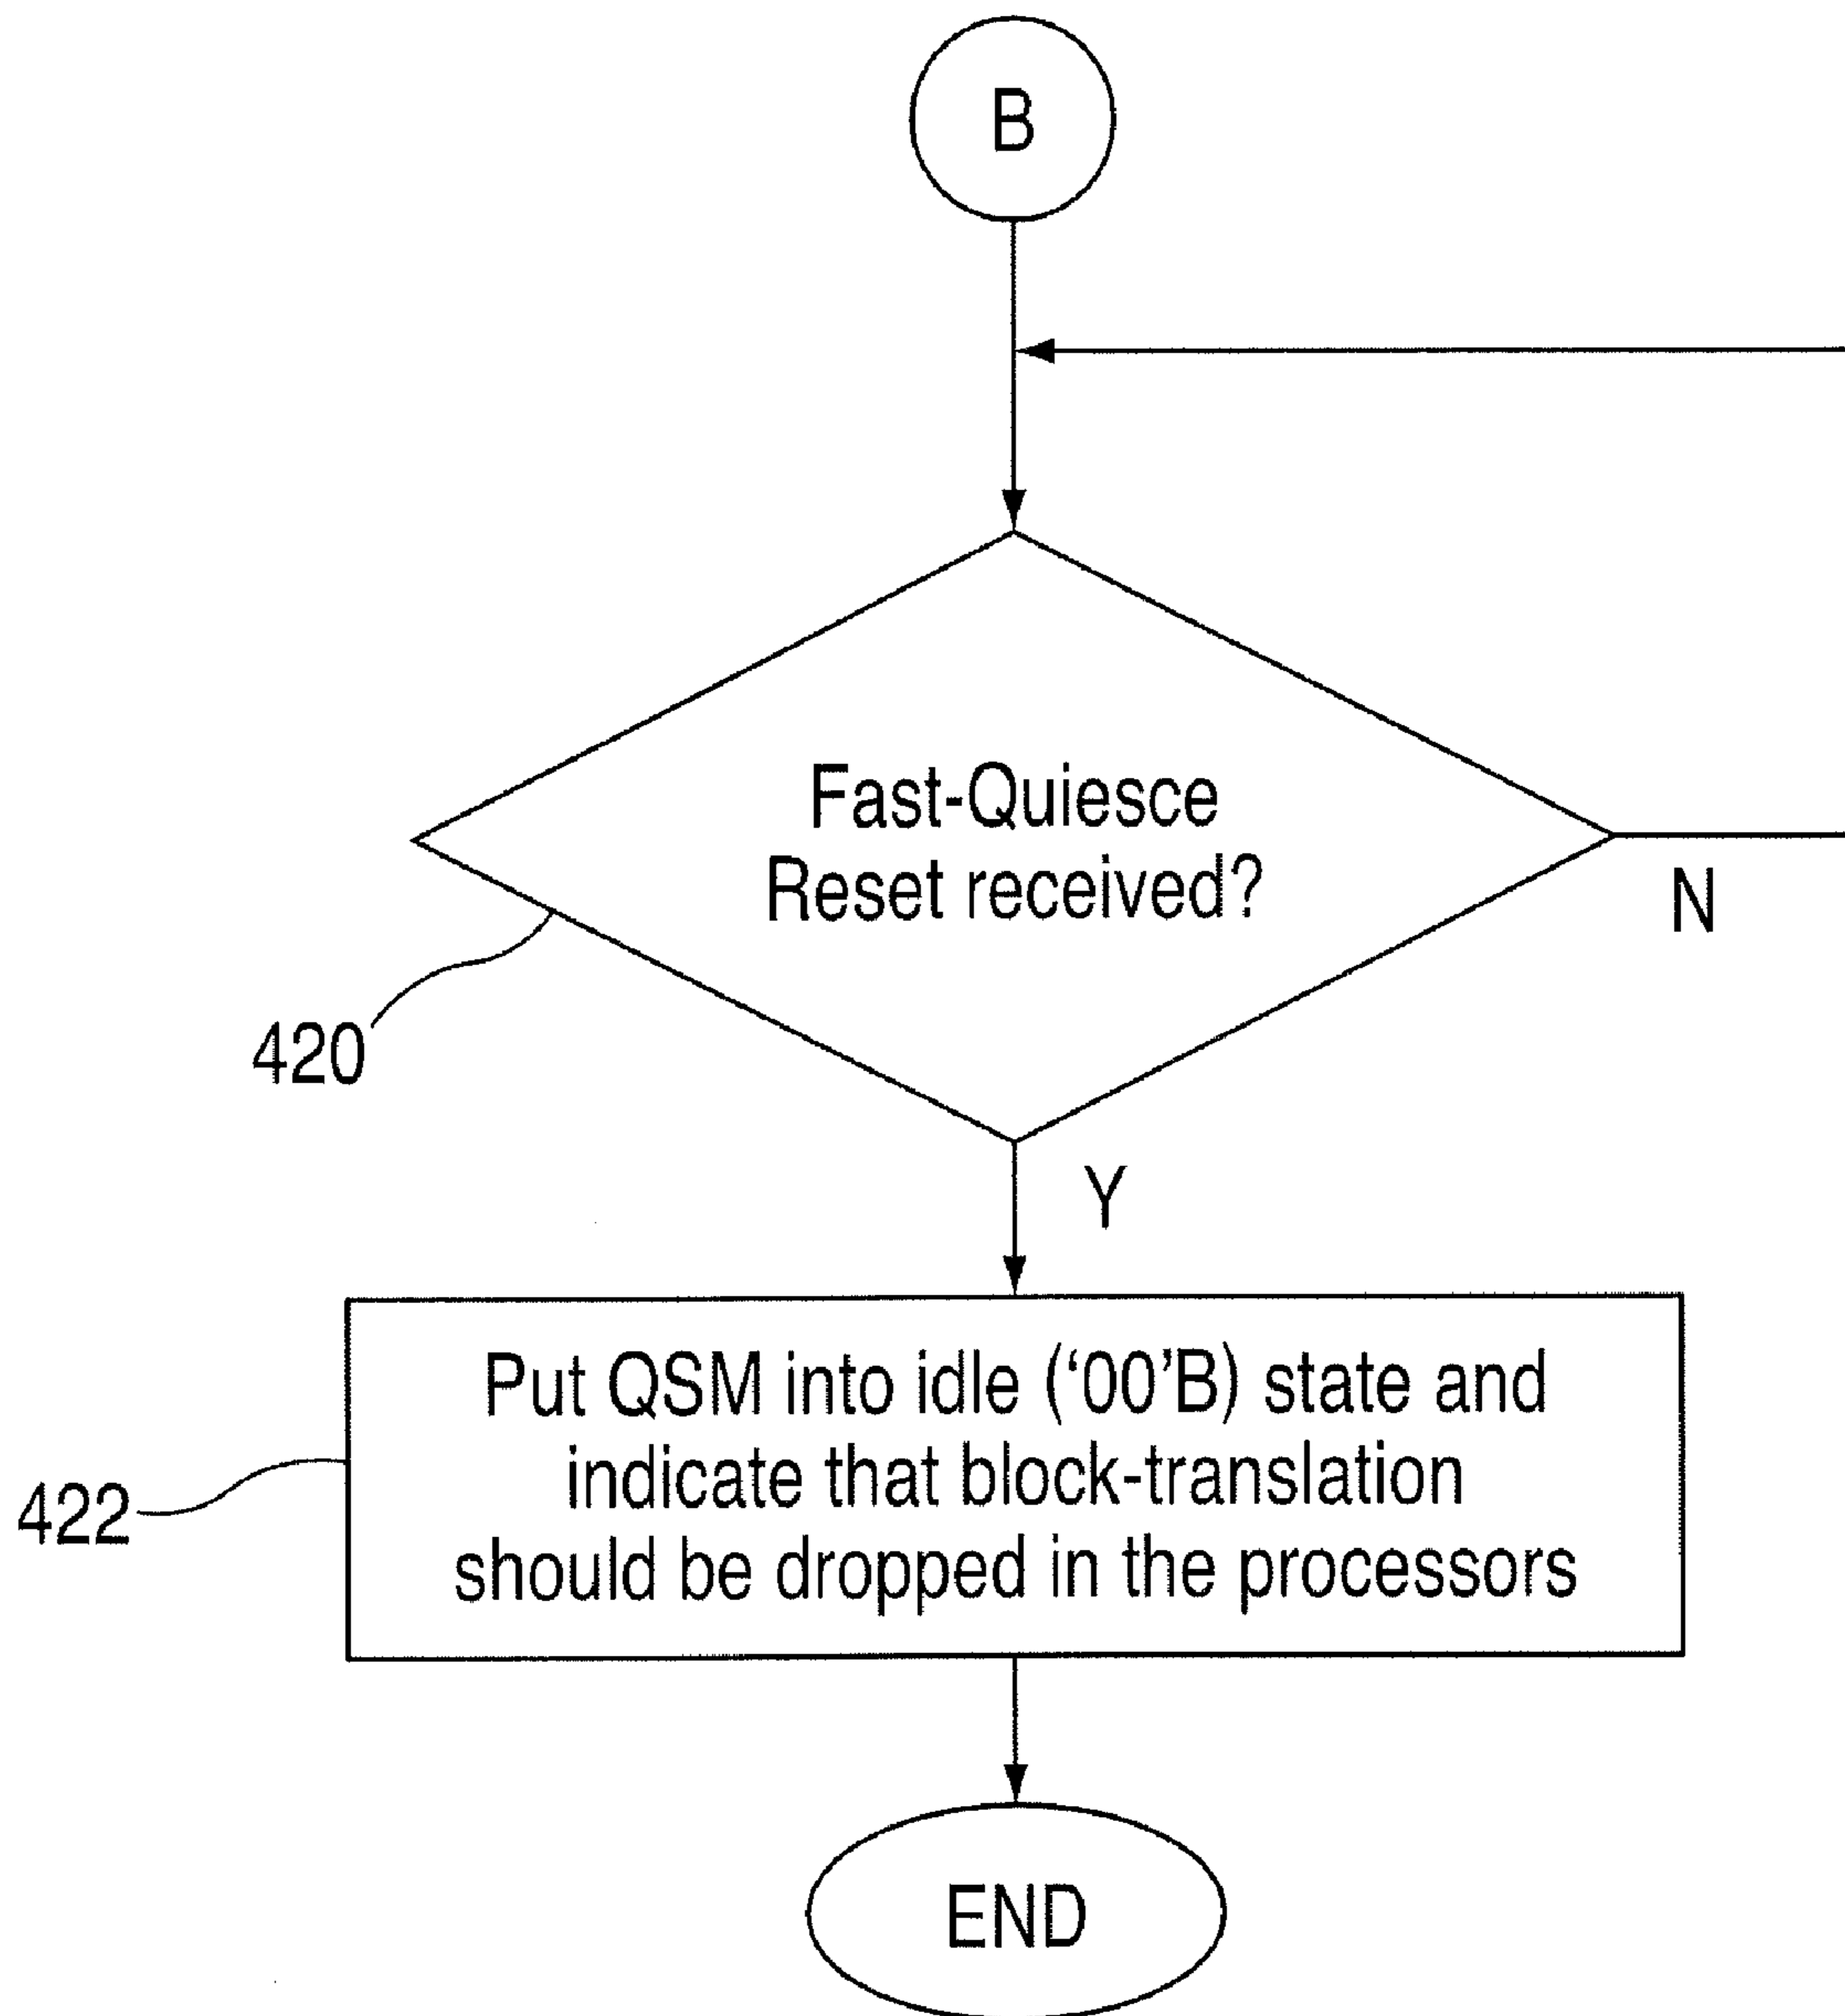 B
Fast-Quiesce
Reset received?
N
420
Y
Put QSM into idle (‘00’B) state and
indicate that block-translation
should be dropped in the processors
422
END